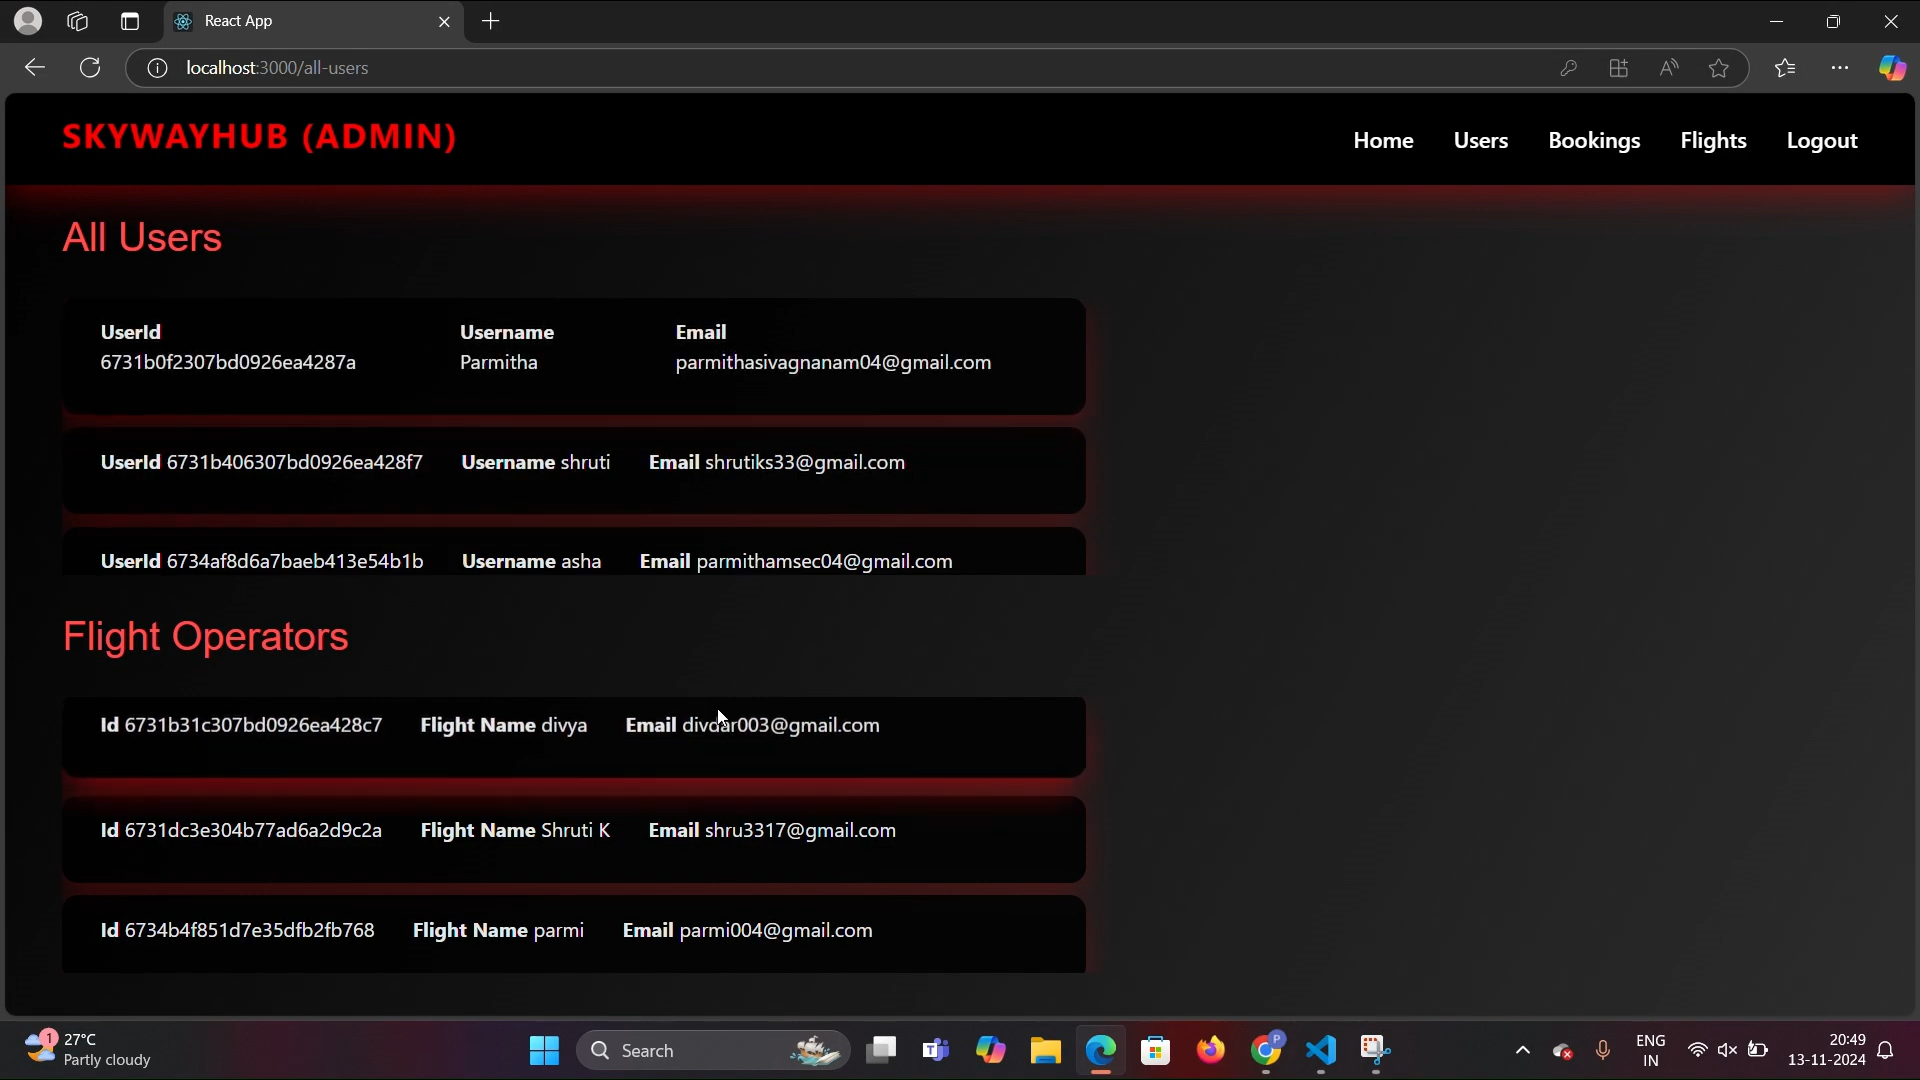 React App
localhost:3000/all-users
SKYWAYHUB (ADMIN)
Home Users Bookings Flights Logout
All Users
UserId Username Email
6731b0f2307bd0926ea4287a Parmitha parmithasivagnanam04@gmail.com
UserId 6731b406307bd0926ea428f7 Username shruti Email shrutiks33@gmail.com
UserId 6734af8d6a7baeb413e54b1b Username asha Email parmithamsec04@gmail.com
Flight Operators
Id 6731b31c307bd0926ea428c7 Flight Name divya Email divdar003@gmail.com
Id 6731dc3e304b77ad6a2d9c2a Flight Name Shruti K Email shru3317@gmail.com
Id 6734b4f851d7e35dfb2fb768 Flight Name parmi Email parmi004@gmail.com
1 27°C
Partly cloudy
Search
P
ENG
IN
20:49
13-11-2024